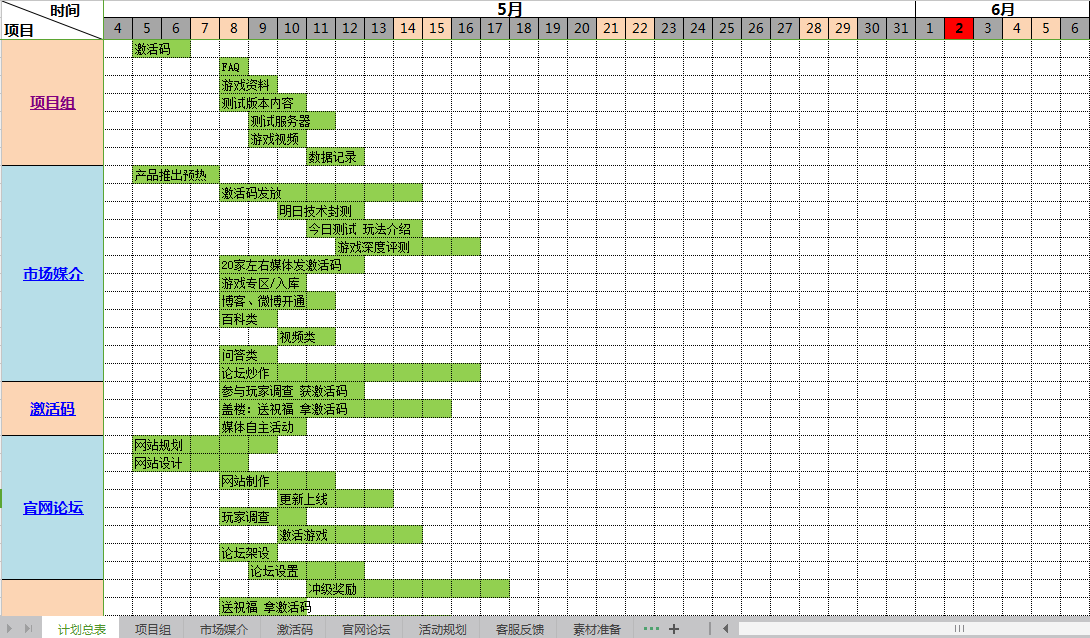 时间 5月 6月
项目 4 5 6 7 8 9 10 11 12 13 14 15 16 17 18 19 20 21 22 23 24 25 26 27 28 29 30 31 1 2 3 4 5 6
激活码
FAQ
游戏资料
项目组 测试版本内容
测试服务器
游戏视频
数据记录
产品推出预热
激活码发放
明日技术封测
今日测试 玩法介绍
游戏深度评测
市场媒介
20家左右媒体发激活码
游戏专区/入库
博客、微博开通
百科类
视频类
问答类
论坛炒作
参与玩家调查 获激活码
激活码 盖楼：送祝福 拿激活码
媒体自主活动
网站规划
网站设计
网站制作
更新上线
官网论坛
玩家调查
激活游戏
论坛架设
论坛设置
冲级奖励
送祝福 拿激活码
计划总表 项目组 市场媒介 激活码 官网论坛 活动规划 客服反馈 素材准备